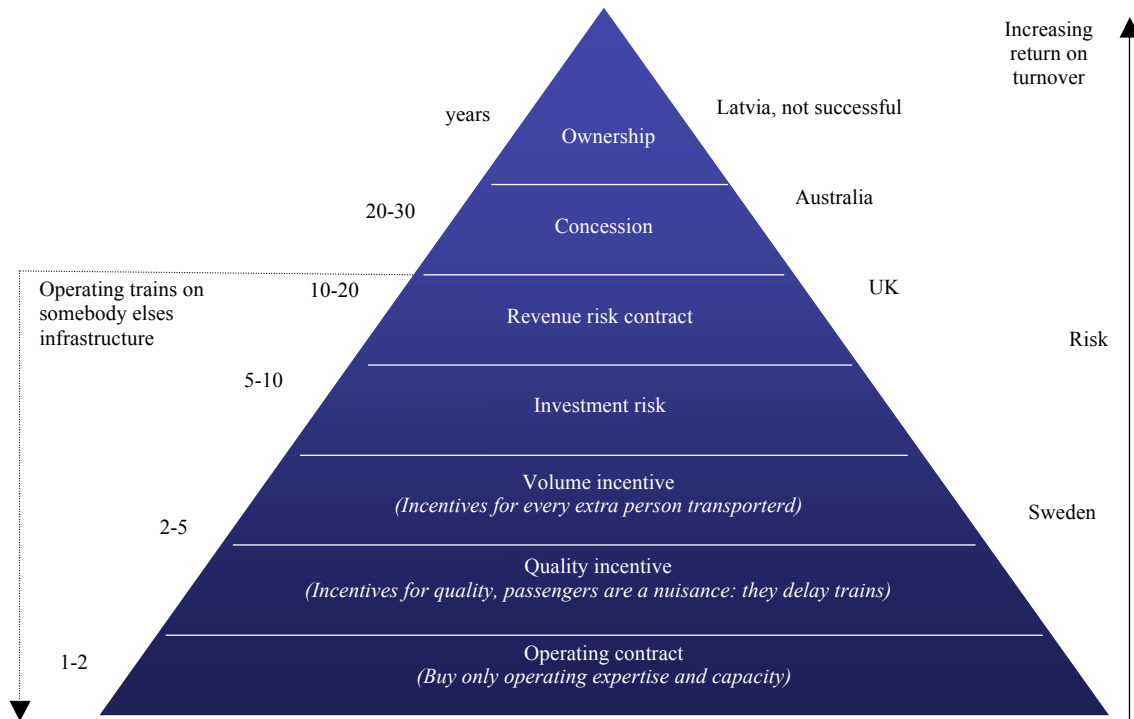 Increasing
return on
turnover
years
Latvia, not successful
Ownership
20-30
Australia
Concession
Operating trains on
somebody elses
infrastructure
10-20
UK
Revenue risk contract
Risk
5-10
Investment risk
Volume incentive
(Incentives for every extra person transporterd)
2-5
Sweden
Quality incentive
(Incentives for quality, passengers are a nuisance: they delay trains)
1-2
Operating contract
(Buy only operating expertise and capacity)